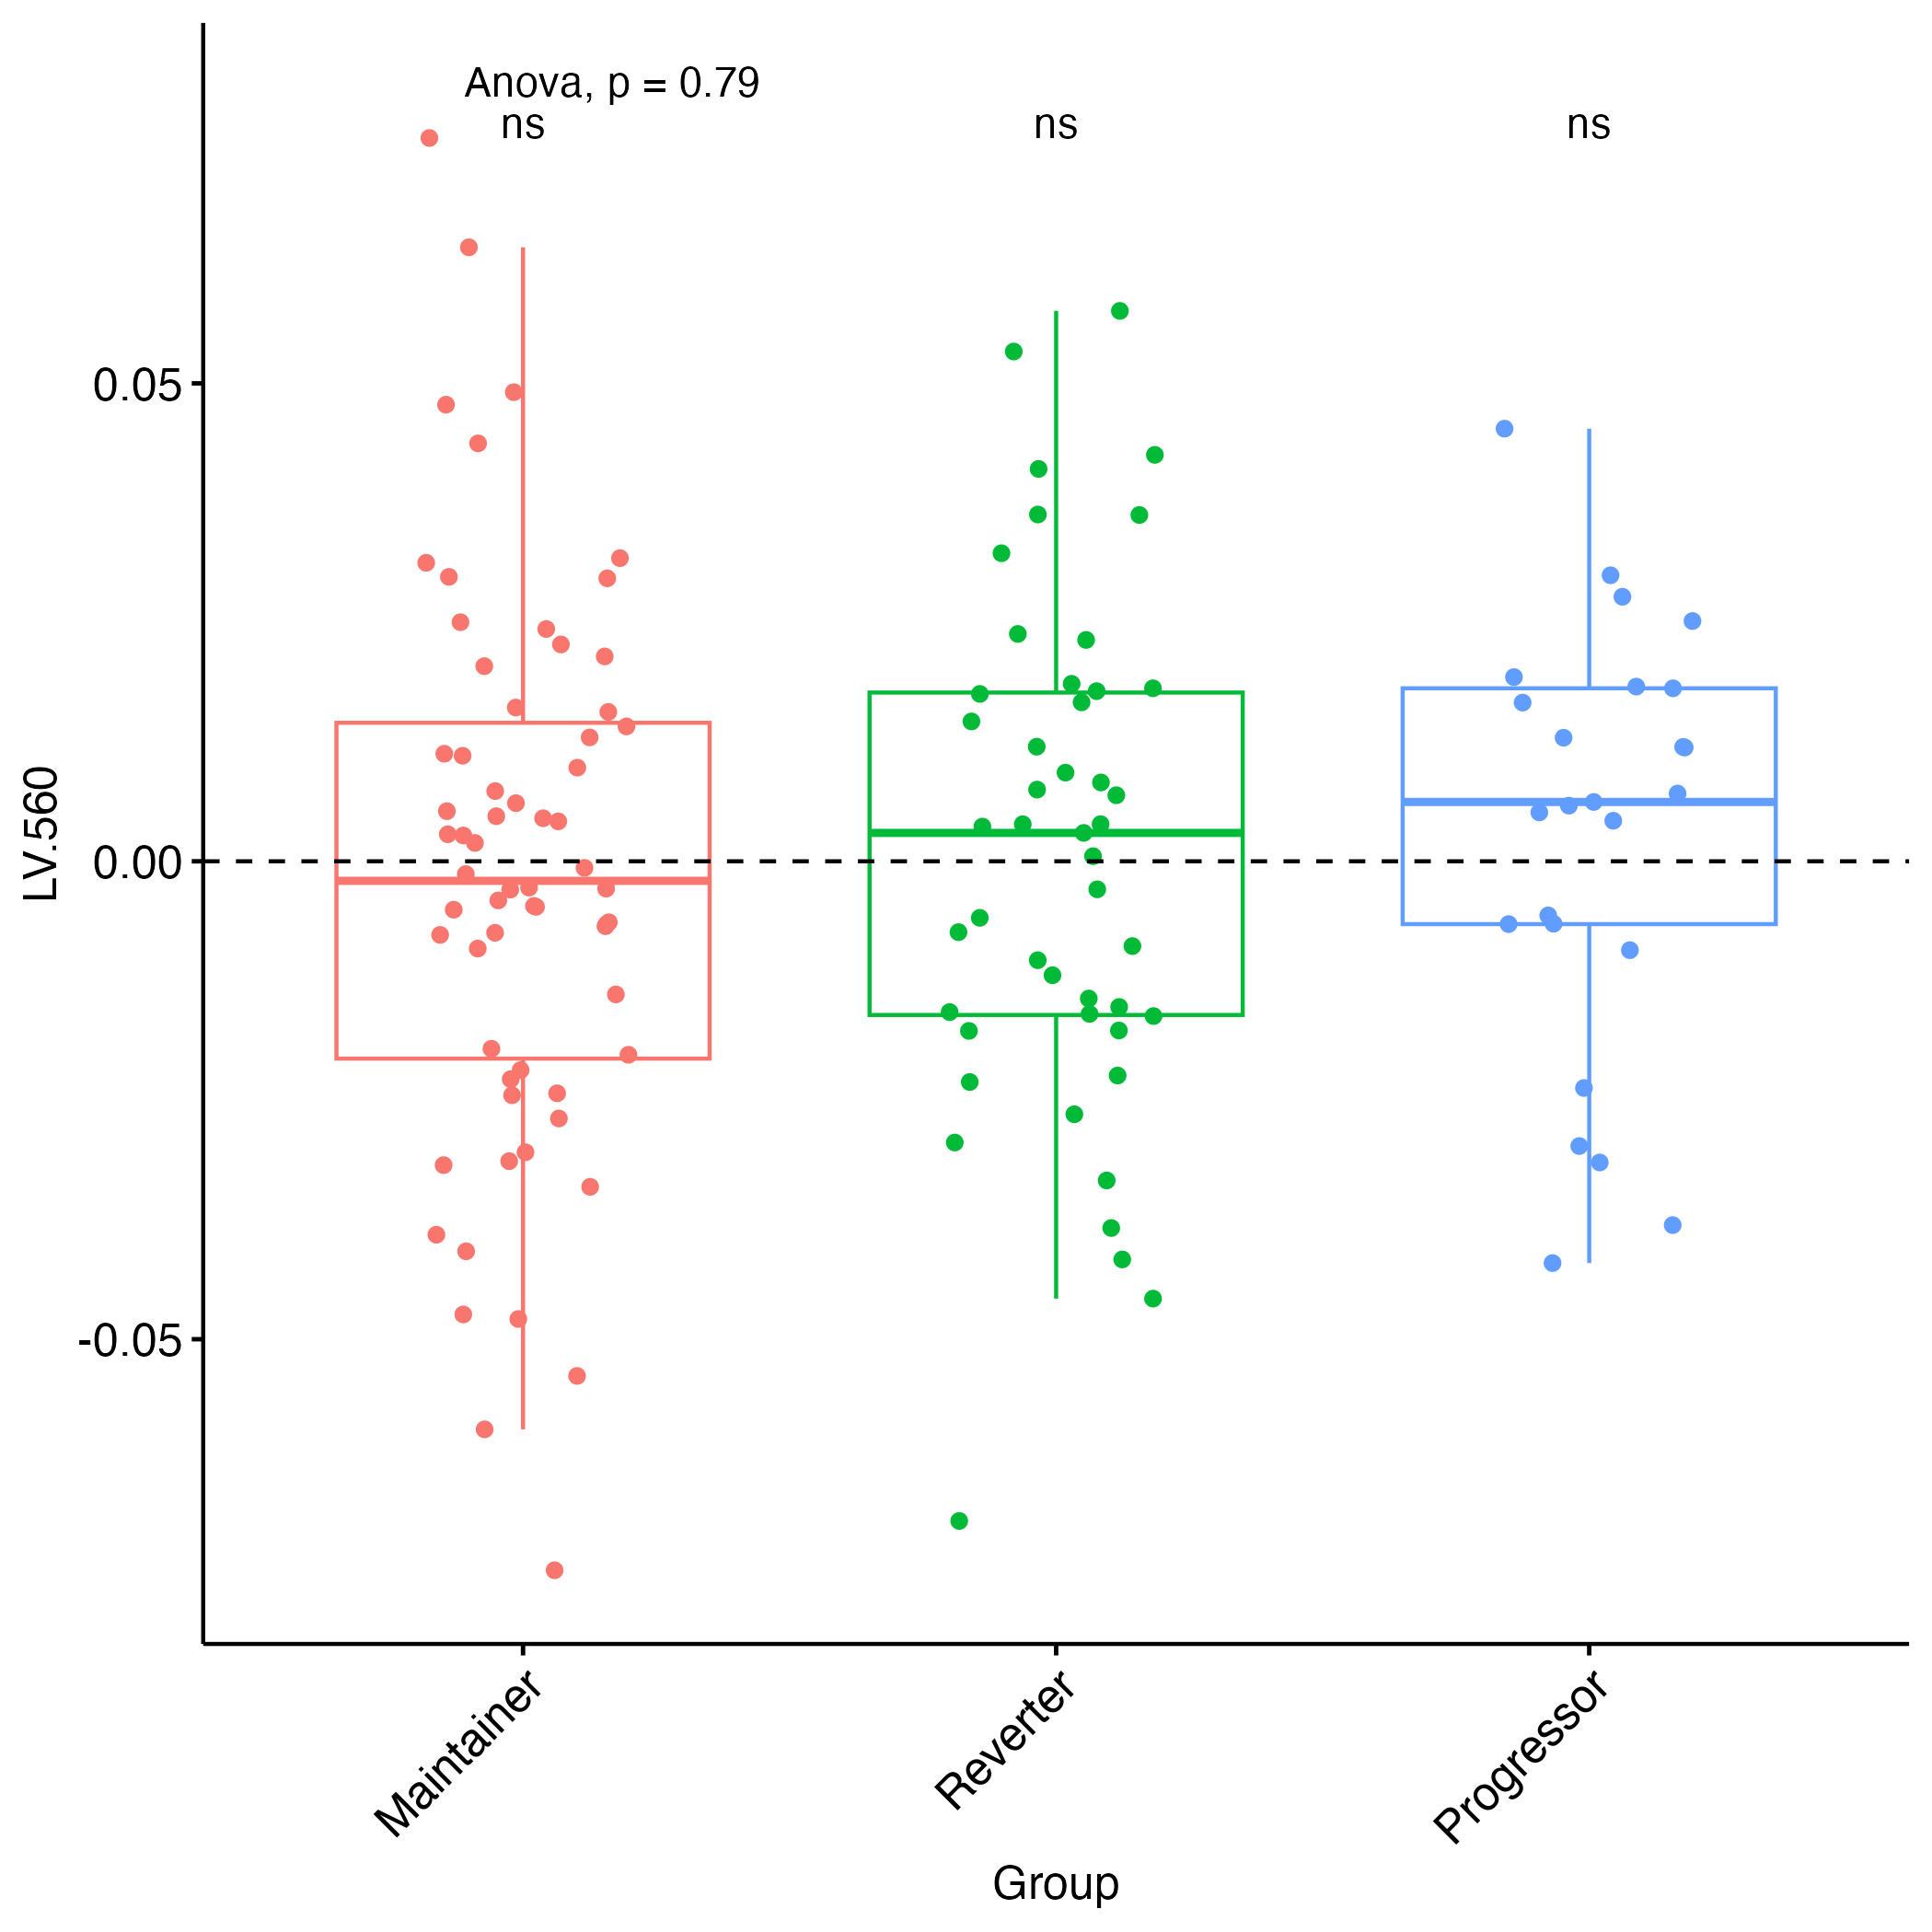 Anova, p = 0.79
ns
ns
ns
0.05
0.00
-0.05
LV.560
Maintainer
Reverter
Progressor
Group